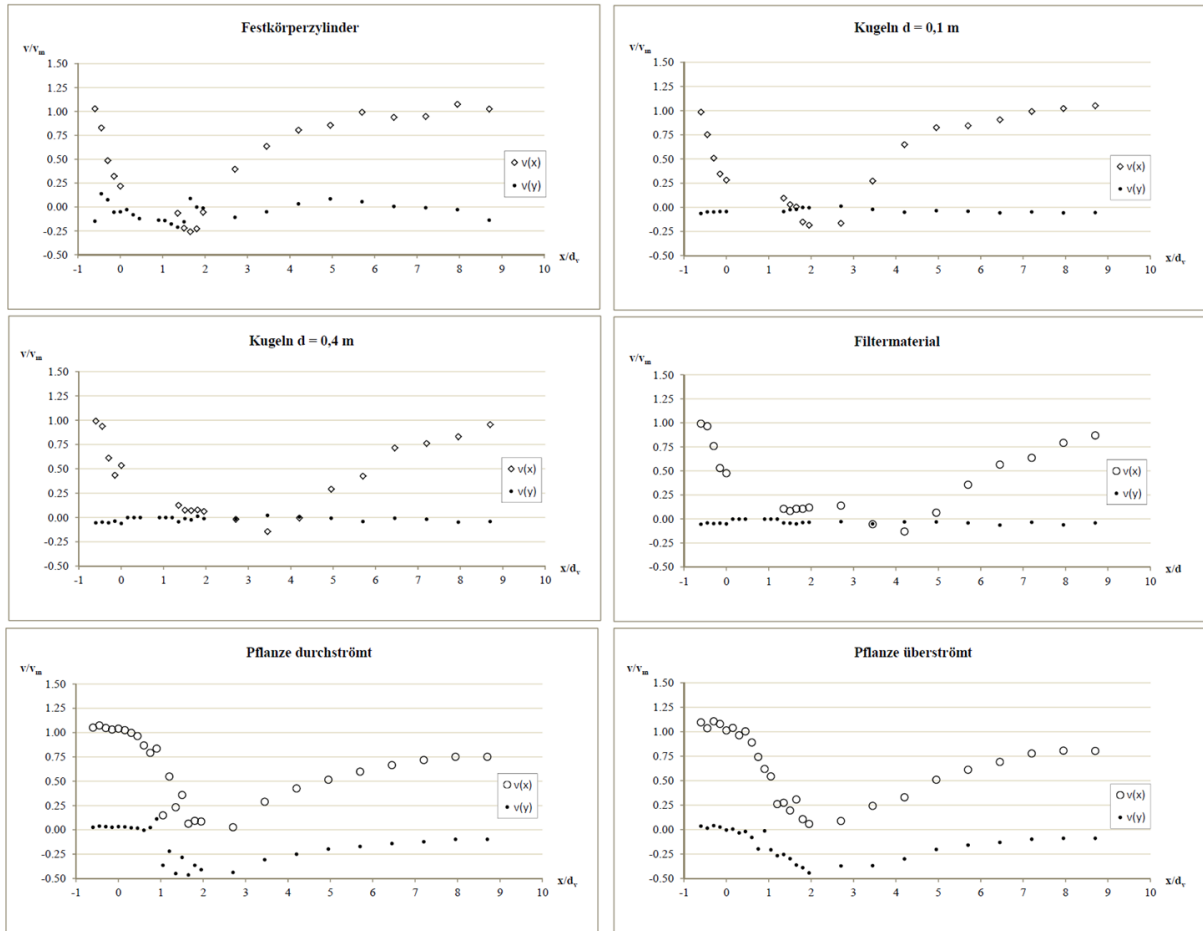 Festkörperzylinder
v/vₘ
1.50
1.25
1.00
0.75
0.50
0.25
0.00
-0.25
-0.50
-1 0 1 2 3 4 5 6 7 8 9 10
x/dᵥ
v(x)
v(y)
Kugeln d = 0,1 m
v/vₘ
1.50
1.25
1.00
0.75
0.50
0.25
0.00
-0.25
-0.50
-1 0 1 2 3 4 5 6 7 8 9 10
x/dᵥ
v(x)
v(y)
Kugeln d = 0,4 m
v/vₘ
1.50
1.25
1.00
0.75
0.50
0.25
0.00
-0.25
-0.50
-1 0 1 2 3 4 5 6 7 8 9 10
x/dᵥ
v(x)
v(y)
Filtermaterial
v/vₘ
1.50
1.25
1.00
0.75
0.50
0.25
0.00
-0.25
-0.50
-1 0 1 2 3 4 5 6 7 8 9 10
x/d
v(x)
v(y)
Pflanze durchströmt
v/vₘ
1.50
1.25
1.00
0.75
0.50
0.25
0.00
-0.25
-0.50
-1 0 1 2 3 4 5 6 7 8 9 10
x/dᵥ
v(x)
v(y)
Pflanze überströmt
v/vₘ
1.50
1.25
1.00
0.75
0.50
0.25
0.00
-0.25
-0.50
-1 0 1 2 3 4 5 6 7 8 9 10
x/dᵥ
v(x)
v(y)